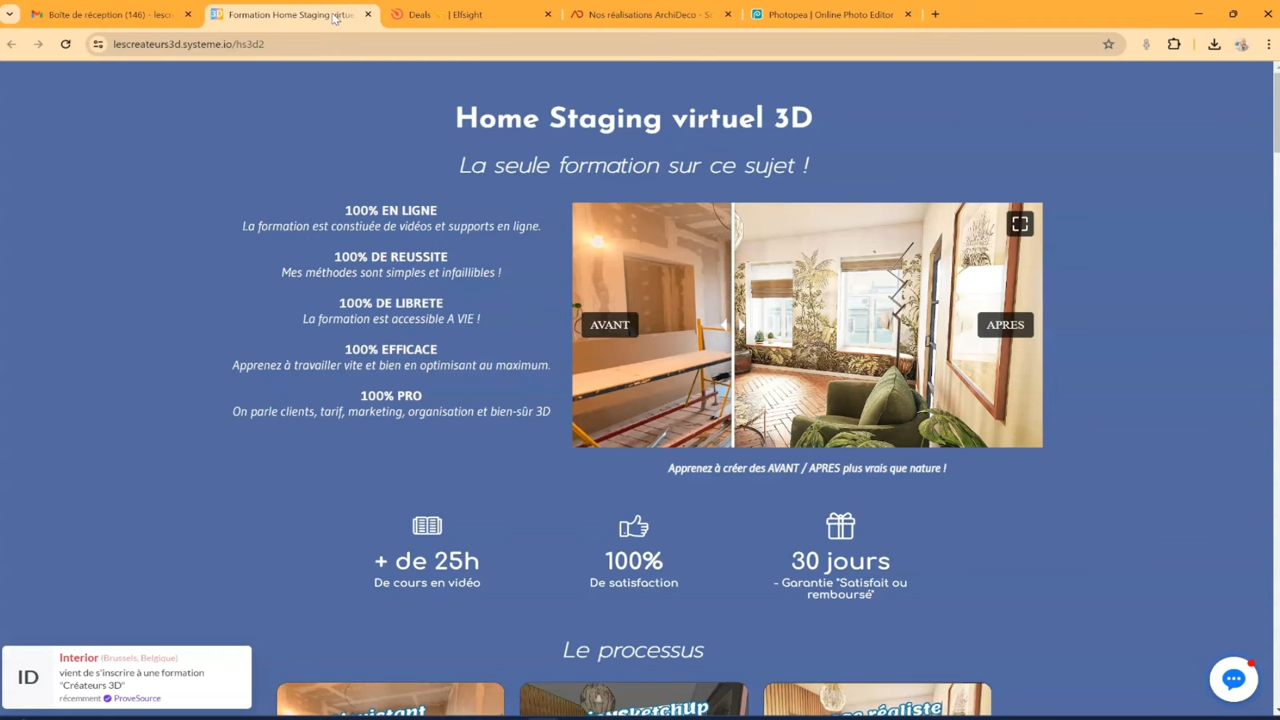 Boîte de réception (146) - lescr
Formation Home Staging virtue
Deals | Elfsight
Nos réalisations ArchiDeco - S
Photopea | Online Photo Editor
lescreateurs3d.systeme.io/hs3d2
Home Staging virtuel 3D
La seule formation sur ce sujet !
100% EN LIGNE
La formation est constiuée de vidéos et supports en ligne.
100% DE REUSSITE
Mes méthodes sont simples et infaillibles !
100% DE LIBRETE
La formation est accessible A VIE !
100% EFFICACE
Apprenez à travailler vite et bien en optimisant au maximum.
100% PRO
On parle clients, tarif, marketing, organisation et bien-sûr 3D
AVANT
APRES
Apprenez à créer des AVANT / APRES plus vrais que nature !
+ de 25h
De cours en vidéo
100%
De satisfaction
30 jours
- Garantie "Satisfait ou
remboursé"
Le processus
Interior (Brussels, Belgique)
ID
vient de s'inscrire à une formation
"Créateurs 3D"
récemment ProveSource